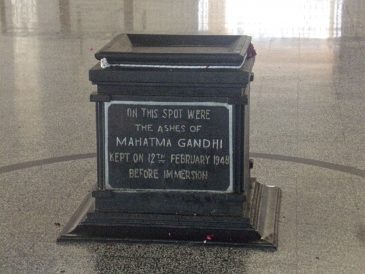 ON THIS SPOT WERE
THE ASHES OF
MAHATMA GANDHI
KEPT ON 12TH FEBRUARY 1948
BEFORE IMMERSION